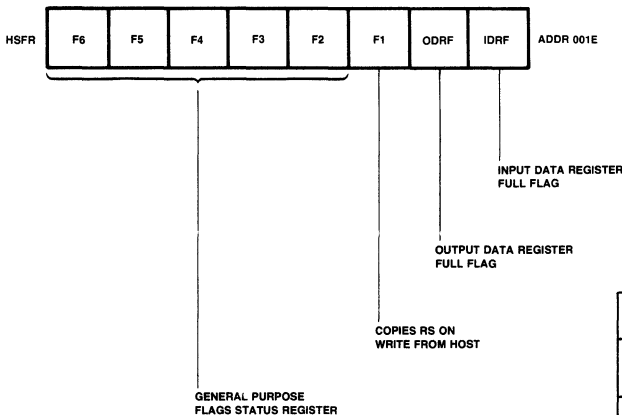 HSFR F6 F5 F4 F3 F2 F1 ODRF IDRF ADDR 001E
INPUT DATA REGISTER
FULL FLAG
OUTPUT DATA REGISTER
FULL FLAG
COPIES RS ON
WRITE FROM HOST
GENERAL PURPOSE
FLAGS STATUS REGISTER